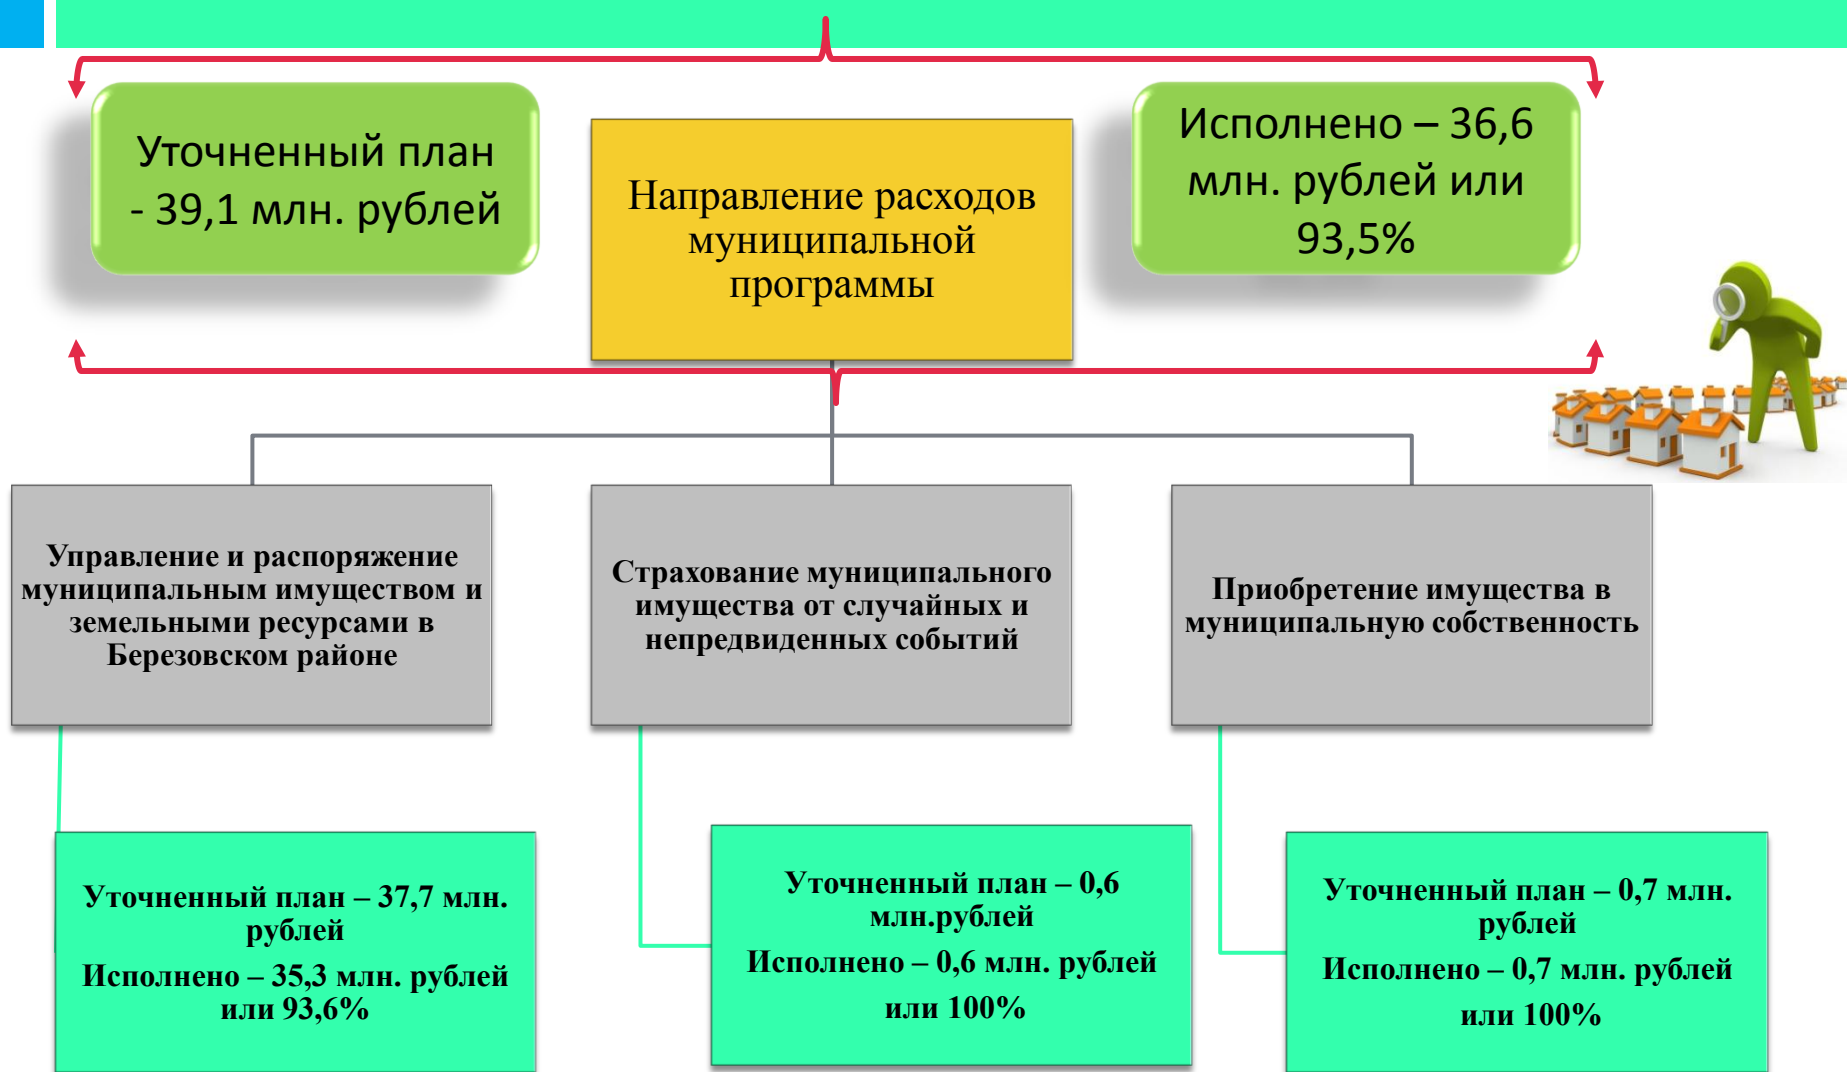 Уточненный план
- 39,1 млн. рублей
Направление расходов
муниципальной
программы
Исполнено – 36,6
млн. рублей или
93,5%
Управление и распоряжение
муниципальным имуществом и
земельными ресурсами в
Березовском районе
Страхование муниципального
имущества от случайных и
непредвиденных событий
Приобретение имущества в
муниципальную собственность
Уточненный план – 37,7 млн.
рублей
Исполнено – 35,3 млн. рублей
или 93,6%
Уточненный план – 0,6
млн.рублей
Исполнено – 0,6 млн. рублей
или 100%
Уточненный план – 0,7 млн.
рублей
Исполнено – 0,7 млн. рублей
или 100%